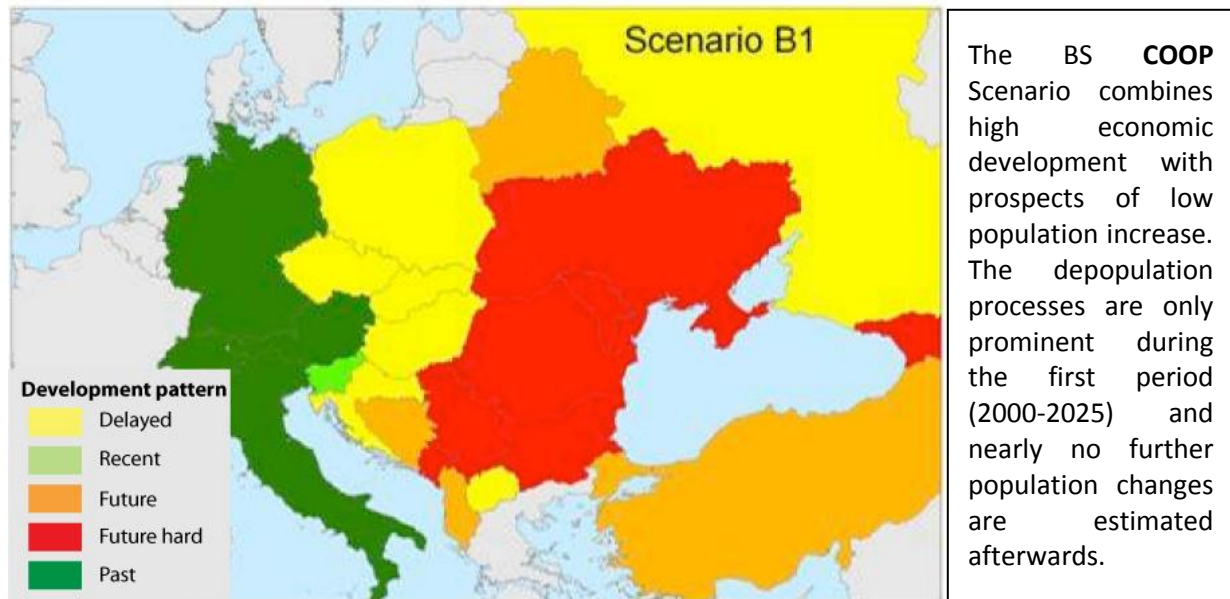 Scenario B1
Development pattern
Delayed
Recent
Future
Future hard
Past
The BS COOP
Scenario combines
high economic
development with
prospects of low
population increase.
The depopulation
processes are only
prominent during
the first period
(2000-2025) and
nearly no further
population changes
are estimated
afterwards.